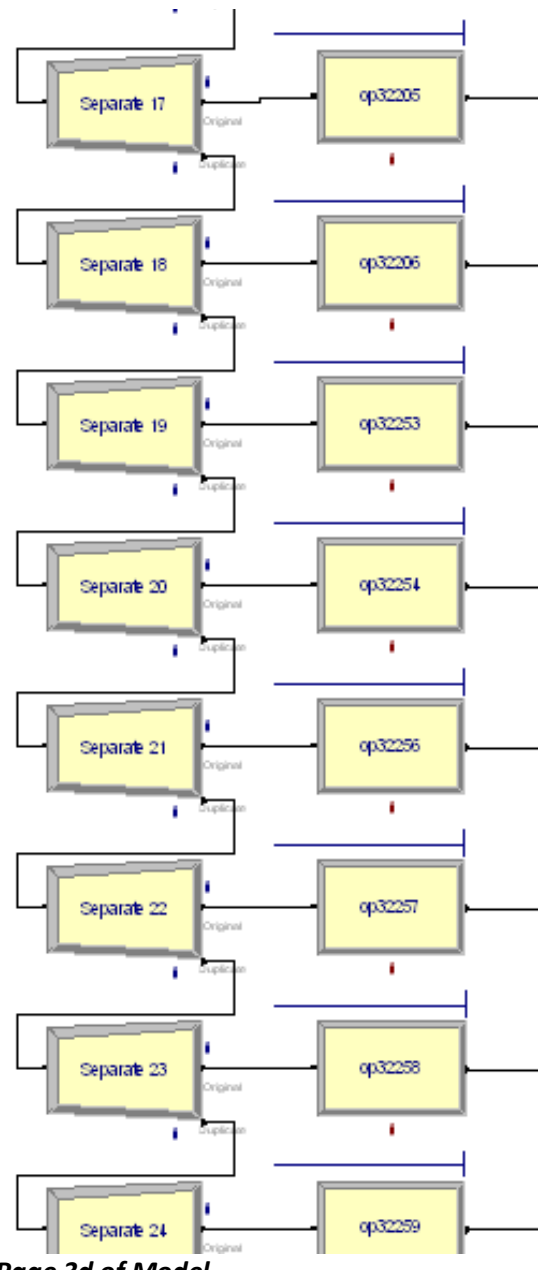 Separate 17
op32205
Original
Duplicate
Separate 18
op32206
Original
Duplicate
Separate 19
op32253
Original
Duplicate
Separate 20
op32254
Original
Duplicate
Separate 21
op32256
Original
Duplicate
Separate 22
op32257
Original
Duplicate
Separate 23
op32258
Original
Duplicate
Separate 24
op32259
Original
Page 3d of Model